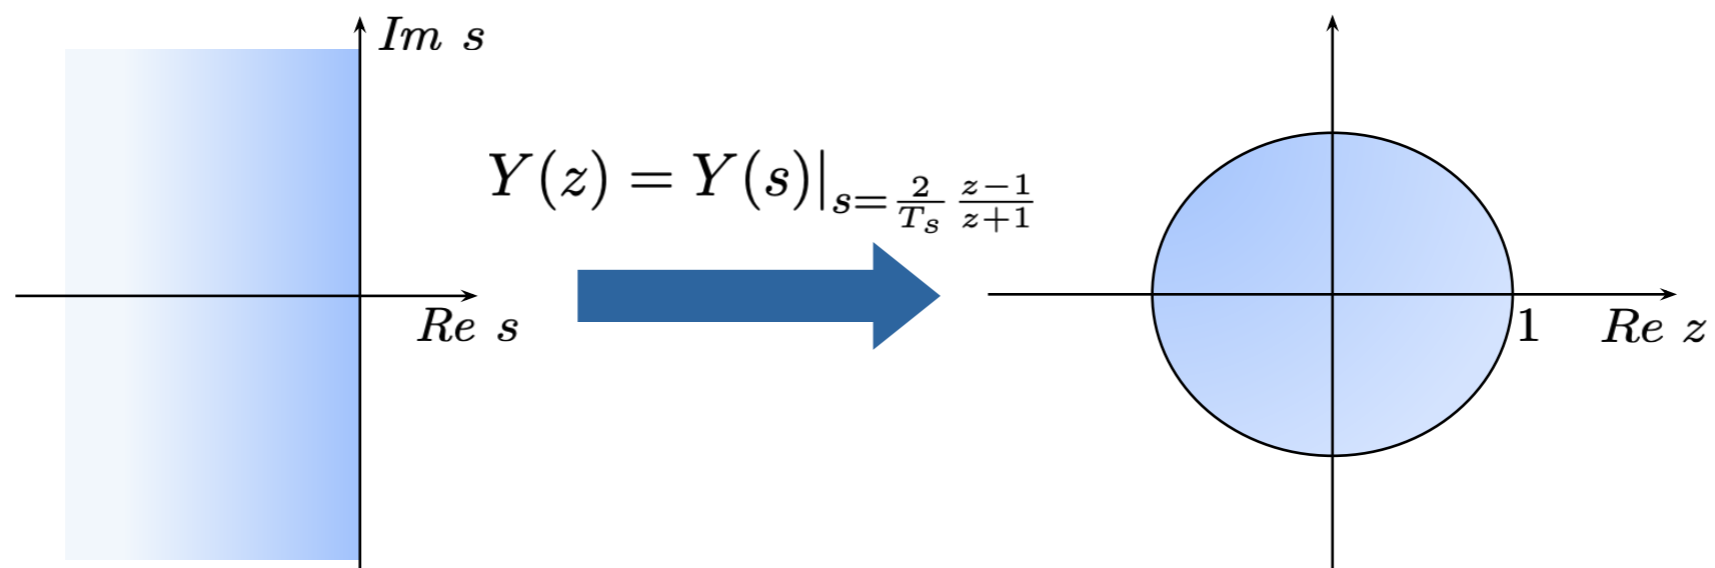 Im s
Y(z) = Y(s)|_{s=\frac{2}{T_s}\frac{z-1}{z+1}}
Re s
1
Re z